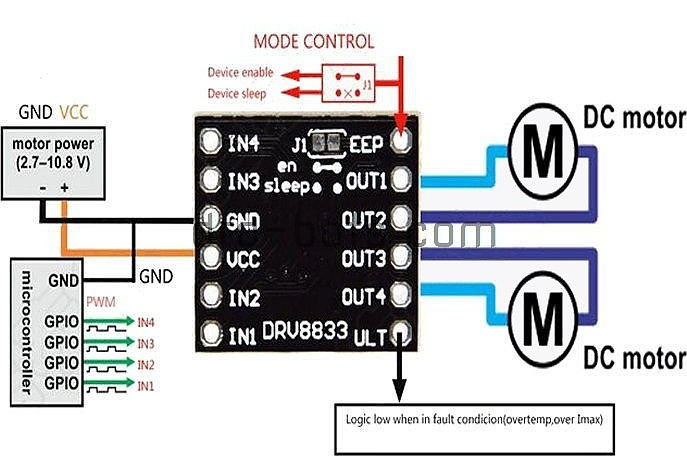 MODE CONTROL
Device enable
Device sleep
J1
GND VCC
motor power
(2.7–10.8 V)
- +
DC motor
M
IN4
J1
EEP
IN3
en
sleep
OUT1
GND
OUT2
VCC
OUT3
IN2
OUT4
IN1
DRV8833
ULT
microcontroller
GND
GND
PWM
GPIO
IN4
GPIO
IN3
GPIO
IN2
GPIO
IN1
M
DC motor
Logic low when in fault condicion(overtemp,over Imax)